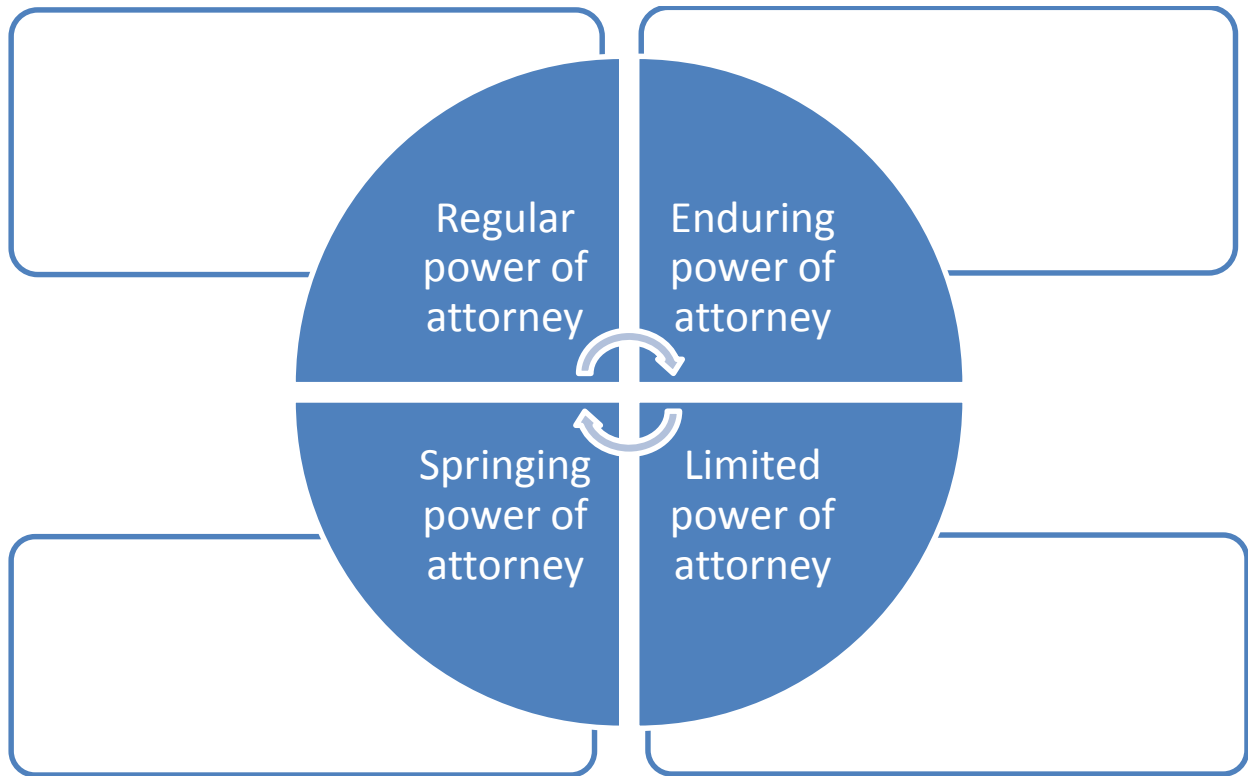 Regular
power of
attorney
Enduring
power of
attorney
Springing
power of
attorney
Limited
power of
attorney